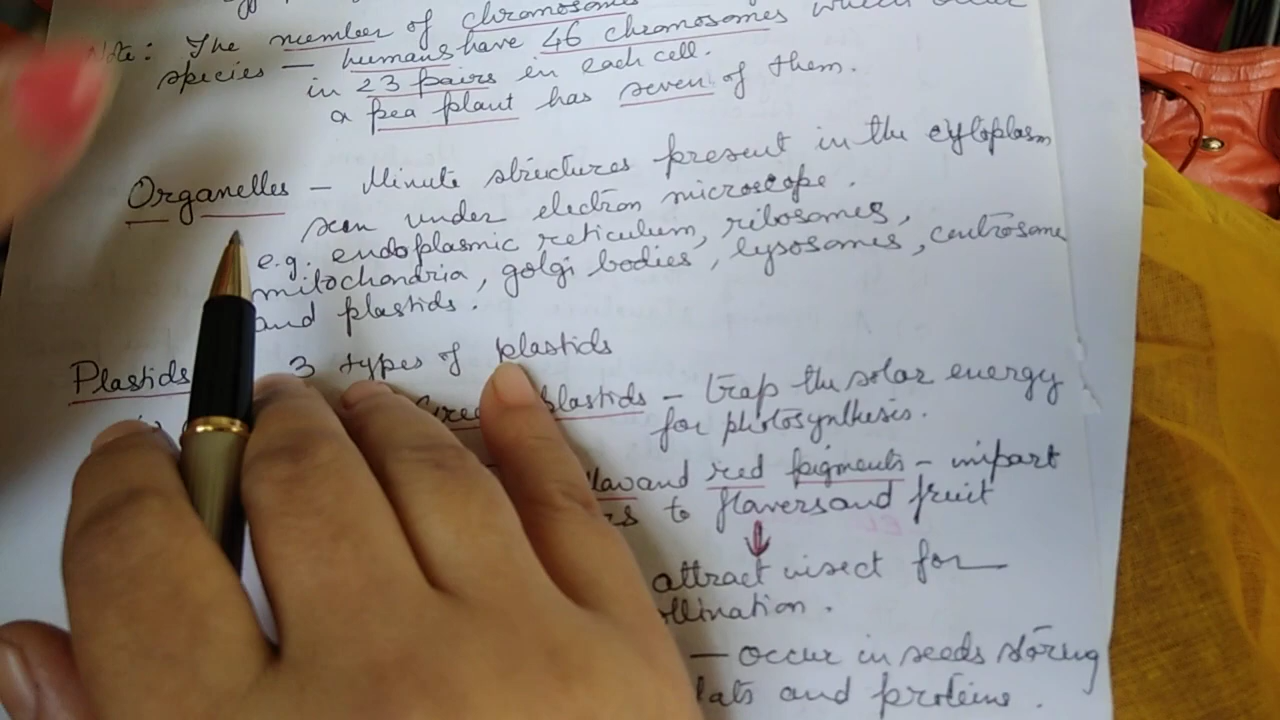 Note: The number of chromosomes
species — humans have 46 chromosomes which occur
in 23 pairs in each cell.
a pea plant has seven of them.
Organelles – Minute structures present in the cytoplasm
seen under electron microscope.
e.g. endoplasmic reticulum, ribosomes,
mitochondria, golgi bodies, lysosomes, centrosome
and plastids.
Plastids 3 types of plastids
plastids – trap the solar energy
for photosynthesis.
and red pigments – impart
to flowers and fruit
↓
attract insect for
— occur in seeds storing
and proteins.